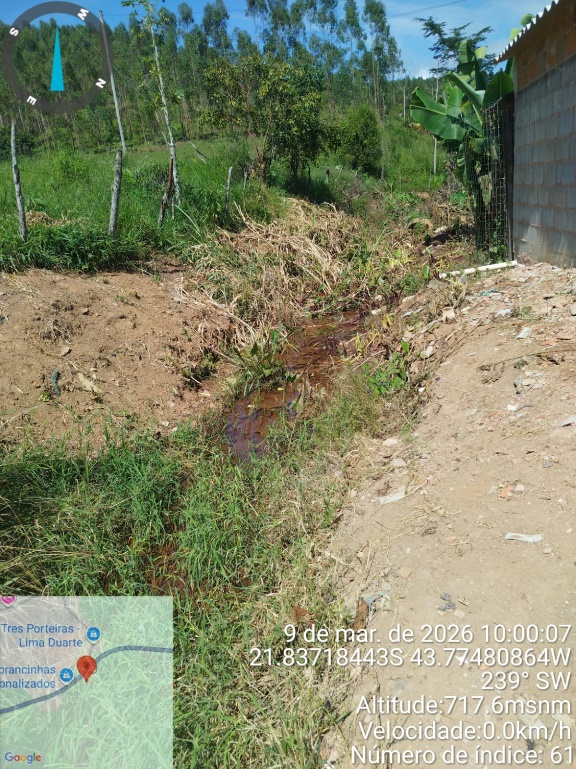 S
W
N
E
Tres Porteiras -
Lima Duarte
orancinhas
onalizados
Google
9 de mar. de 2026 10:00:07
21.83718443S 43.77480864W
239° SW
Altitude:717.6msnm
Velocidade:0.0km/h
Número de índice: 61